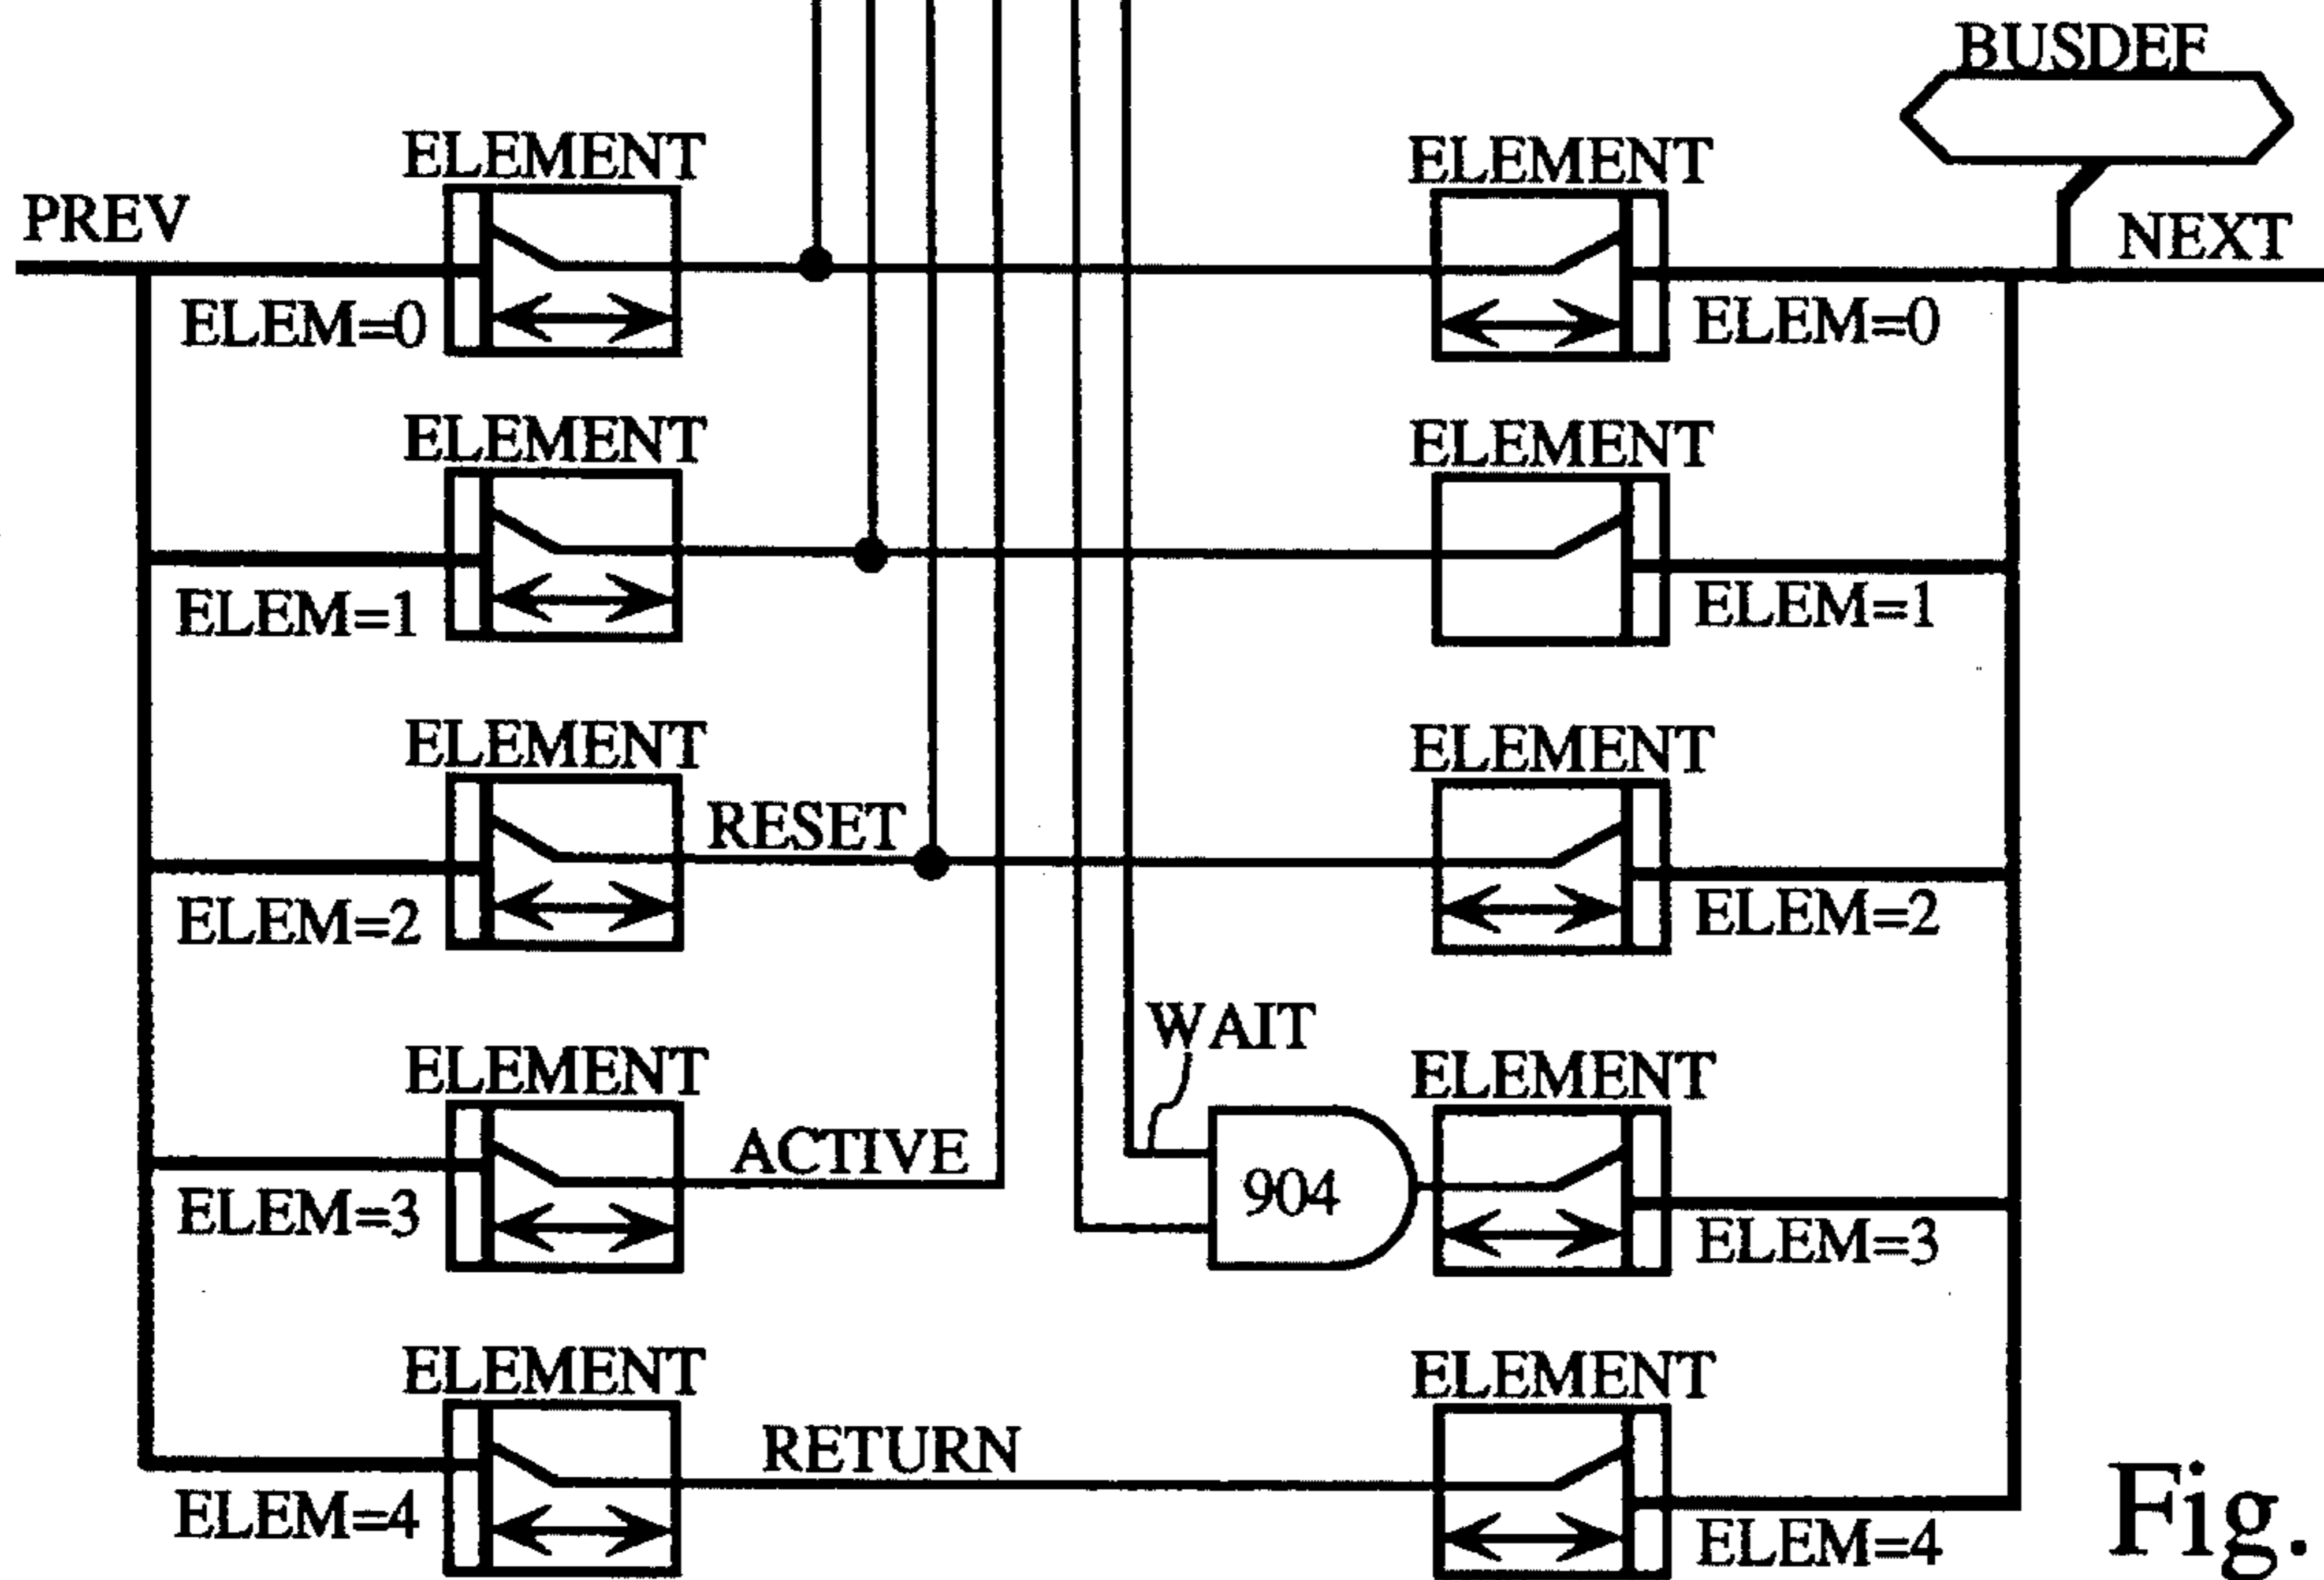 BUSDEF
ELEMENT
ELEMENT
PREV
NEXT
ELEM=0
ELEM=0
ELEMENT
ELEMENT
ELEM=1
ELEM=1
ELEMENT
ELEMENT
RESET
ELEM=2
ELEM=2
WAIT
ELEMENT
ELEMENT
ACTIVE
904
ELEM=3
ELEM=3
ELEMENT
ELEMENT
RETURN
ELEM=4
ELEM=4
Fig.